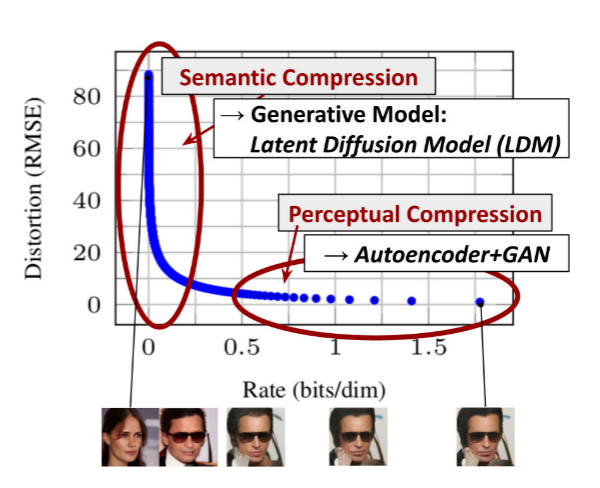 Semantic Compression
→ Generative Model:
Latent Diffusion Model (LDM)
Perceptual Compression
→ Autoencoder+GAN
Distortion (RMSE)
80
60
40
20
0
0 0.5 1 1.5
Rate (bits/dim)